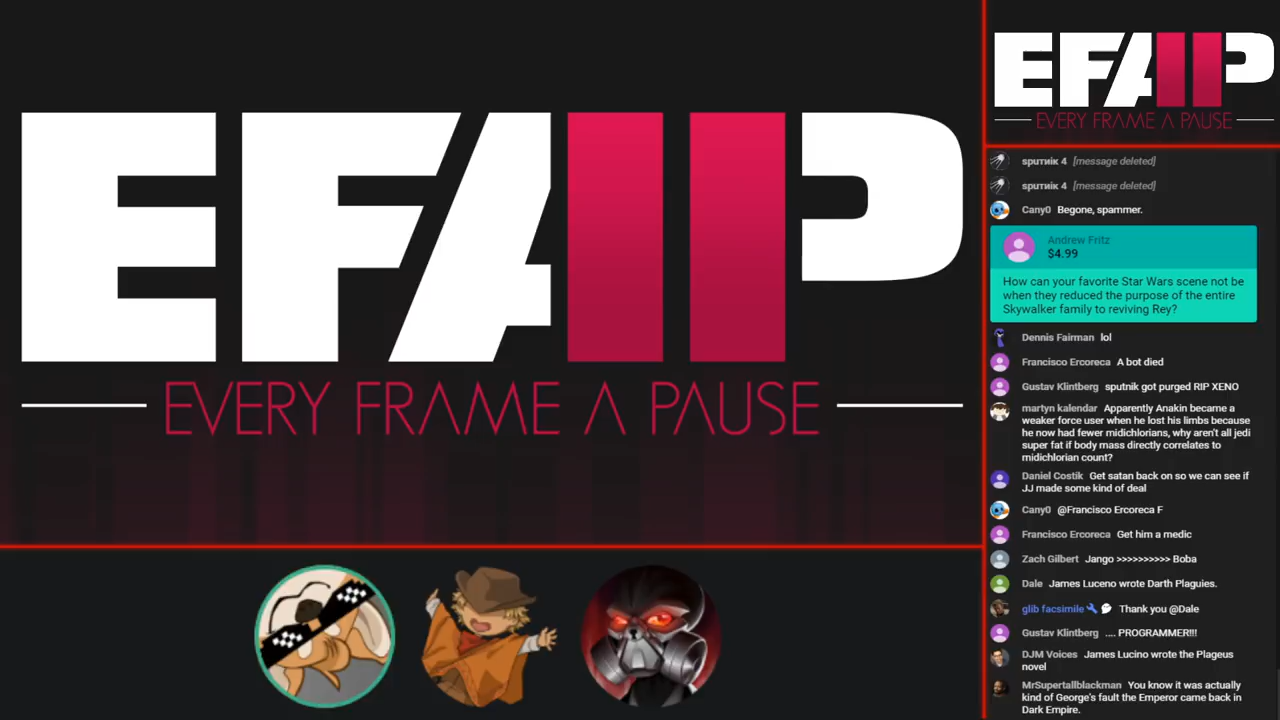 EFAP
EVERY FRAME A PAUSE
EFAP
EVERY FRAME A PAUSE
sputnik 4 [message deleted]
sputnik 4 [message deleted]
Cany0 Begone, spammer.
Andrew Fritz
$4.99
How can your favorite Star Wars scene not be
when they reduced the purpose of the entire
Skywalker family to reviving Rey?
Dennis Fairman lol
Francisco Ercoreca A bot died
Gustav Klintberg sputnik got purged RIP XENO
martyn kalendar Apparently Anakin became a
weaker force user when he lost his limbs because
he now had fewer midichlorians, why aren't all jedi
super fat if body mass directly correlates to
midichlorian count?
Daniel Costik Get satan back on so we can see if
JJ made some kind of deal
Cany0 @Francisco Ercoreca F
Francisco Ercoreca Get him a medic
Zach Gilbert Jango >>>>>>>>>> Boba
Dale James Luceno wrote Darth Plaguies.
glib facsimile Thank you @Dale
Gustav Klintberg .... PROGRAMMER!!!
DJM Voices James Lucino wrote the Plageus
novel
MrSupertallblackman You know it was actually
kind of George's fault the Emperor came back in
Dark Empire.